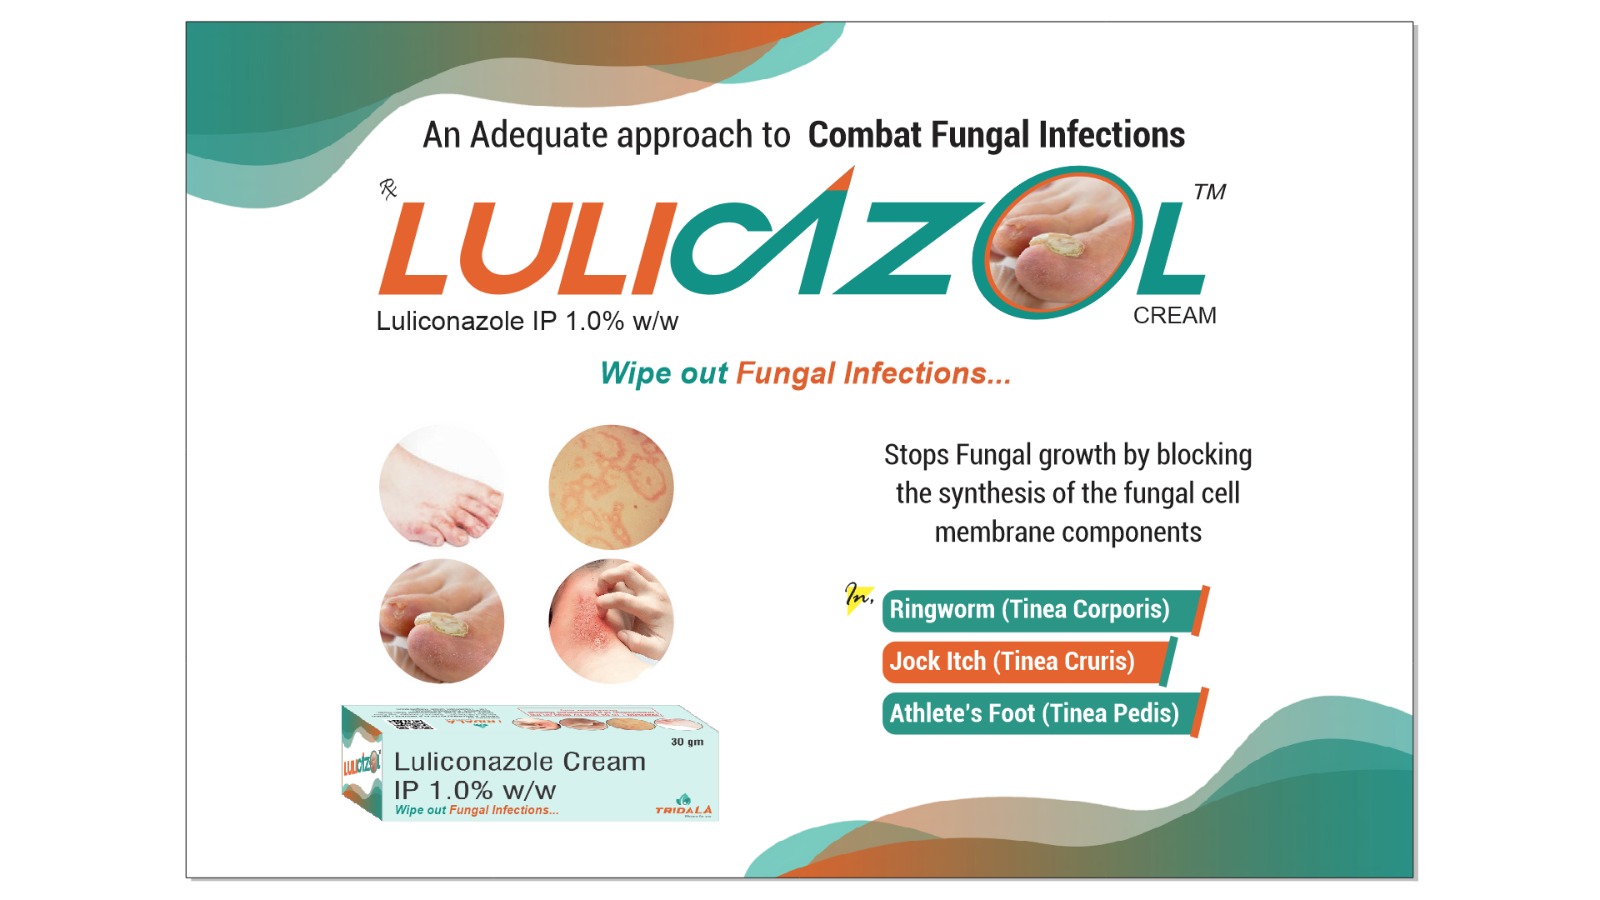 An Adequate approach to Combat Fungal Infections
Rx
LULICAZOL TM
Luliconazole IP 1.0% w/w
CREAM
Wipe out Fungal Infections...
Stops Fungal growth by blocking
the synthesis of the fungal cell
membrane components
In,
Ringworm (Tinea Corporis)
Jock Itch (Tinea Cruris)
Athlete's Foot (Tinea Pedis)
30 gm
LULICAZOL
Luliconazole Cream
IP 1.0% w/w
Wipe out Fungal Infections...
TRIDALA